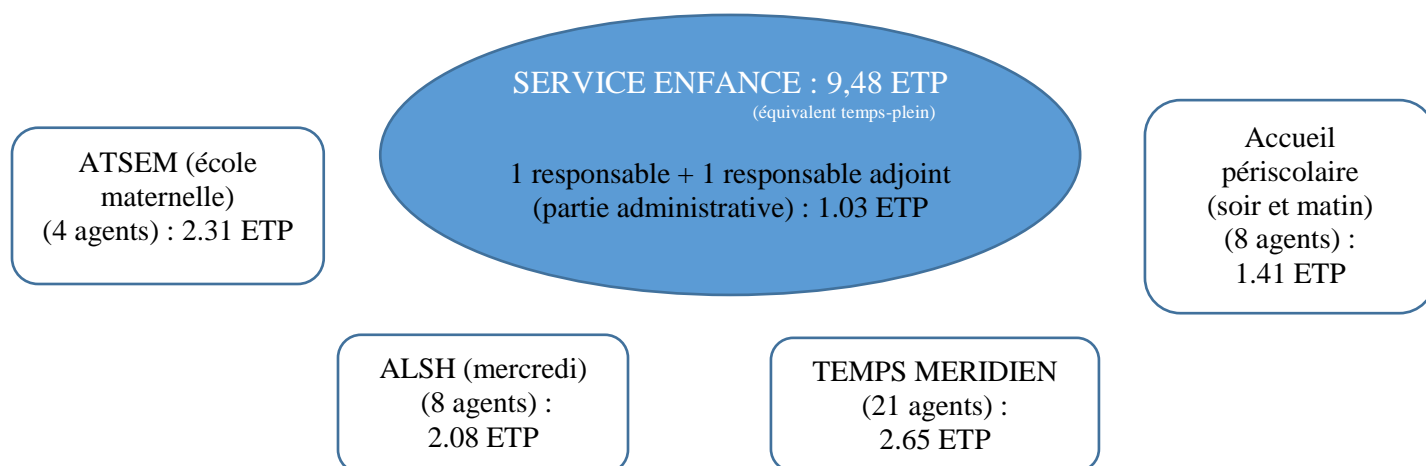 SERVICE ENFANCE : 9,48 ETP
(équivalent temps-plein)
1 responsable + 1 responsable adjoint
(partie administrative) : 1.03 ETP
ATSEM (école
maternelle)
(4 agents) : 2.31 ETP
Accueil
périscolaire
(soir et matin)
(8 agents) :
1.41 ETP
ALSH (mercredi)
(8 agents) :
2.08 ETP
TEMPS MERIDIEN
(21 agents) :
2.65 ETP